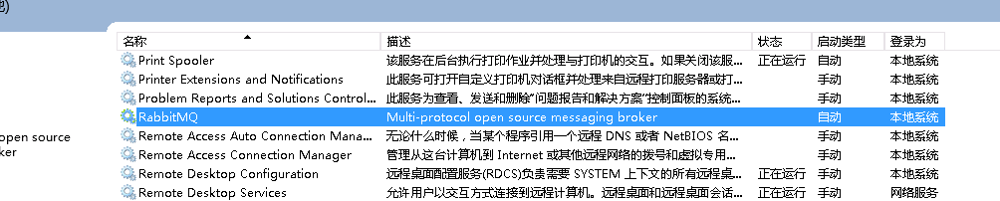 名称 描述 状态 启动类型 登录为
Print Spooler 该服务在后台执行打印作业并处理与打印机的交互。如果关闭该服... 正在运行 自动 本地系统
Printer Extensions and Notifications 此服务可打开自定义打印机对话框并处理来自远程打印服务器或打... 手动 本地系统
Problem Reports and Solutions Control... 此服务为查看、发送和删除“问题报告和解决方案”控制面板的系统... 手动 本地系统
RabbitMQ Multi-protocol open source messaging broker 自动 本地系统
open source
Remote Access Auto Connection Mana... 无论什么时候，当某个程序引用一个远程 DNS 或者 NetBIOS 名... 手动 本地系统
ker
Remote Access Connection Manager 管理从这台计算机到 Internet 或其他远程网络的拨号和虚拟专用... 手动 本地系统
Remote Desktop Configuration 远程桌面配置服务(RDCS)负责需要 SYSTEM 上下文的所有远程桌... 正在运行 手动 本地系统
Remote Desktop Services 允许用户以交互方式连接到远程计算机。远程桌面和远程桌面会话... 正在运行 手动 网络服务